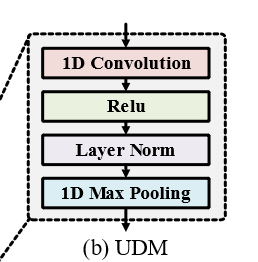 1D Convolution
Relu
Layer Norm
1D Max Pooling
(b) UDM